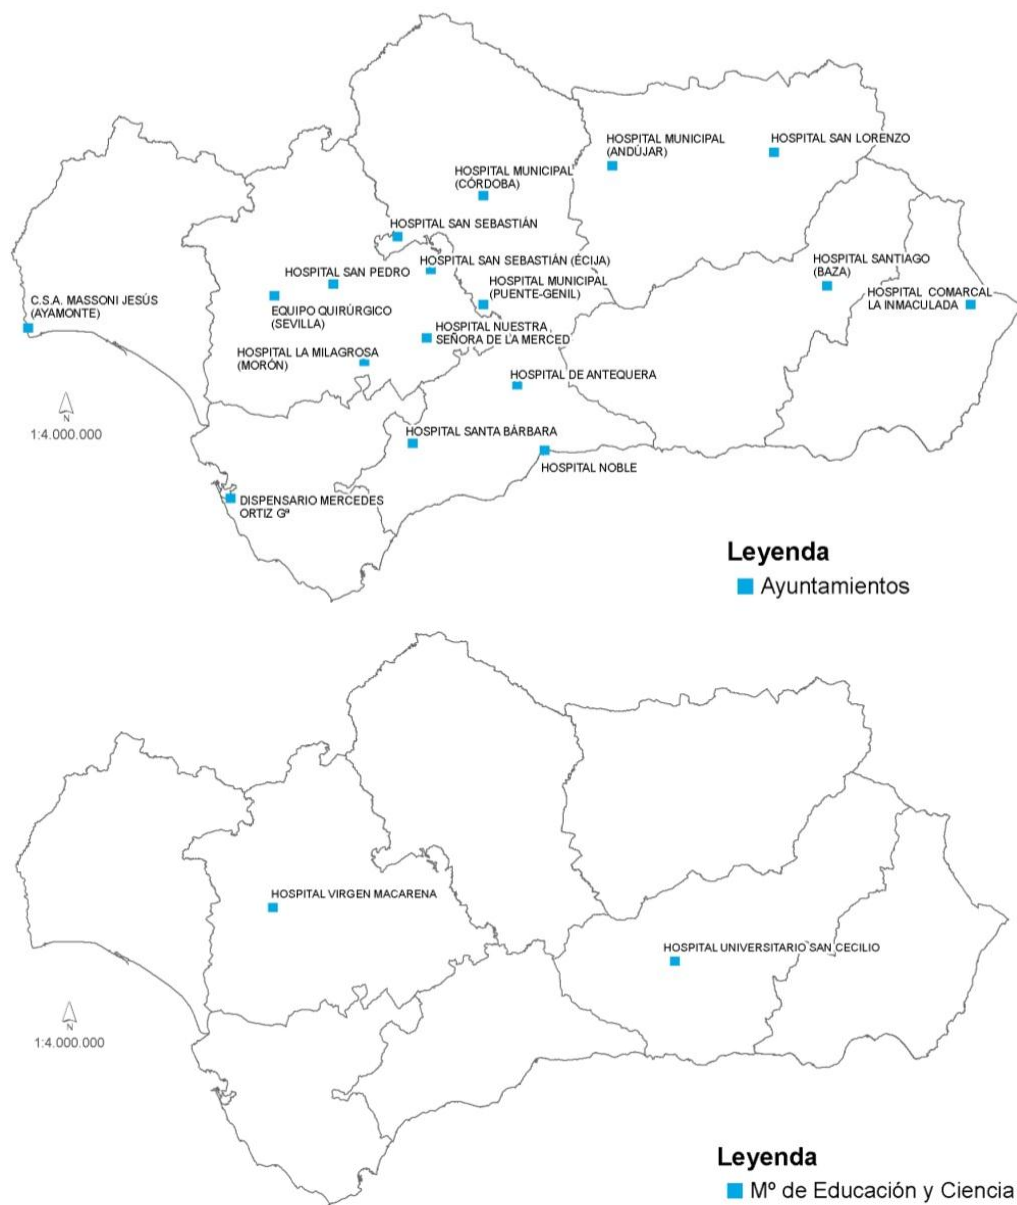 HOSPITAL MUNICIPAL
(ANDÚJAR)
HOSPITAL SAN LORENZO
HOSPITAL MUNICIPAL
(CÓRDOBA)
HOSPITAL SAN SEBASTIÁN
HOSPITAL SAN SEBASTIÁN (ÉCIJA)
HOSPITAL SAN PEDRO
HOSPITAL MUNICIPAL
(PUENTE-GENIL)
HOSPITAL SANTIAGO
(BAZA)
HOSPITAL COMARCAL
LA INMACULADA
C.S.A. MASSONI JESÚS
(AYAMONTE)
EQUIPO QUIRÚRGICO
(SEVILLA)
HOSPITAL NUESTRA
SEÑORA DE LA MERCED
HOSPITAL LA MILAGROSA
(MORÓN)
HOSPITAL DE ANTEQUERA
N
1:4.000.000
HOSPITAL SANTA BÀRBARA
HOSPITAL NOBLE
DISPENSARIO MERCEDES
ORTIZ Gª
Leyenda
Ayuntamientos
HOSPITAL VIRGEN MACARENA
HOSPITAL UNIVERSITARIO SAN CECILIO
N
1:4.000.000
Leyenda
Mº de Educación y Ciencia